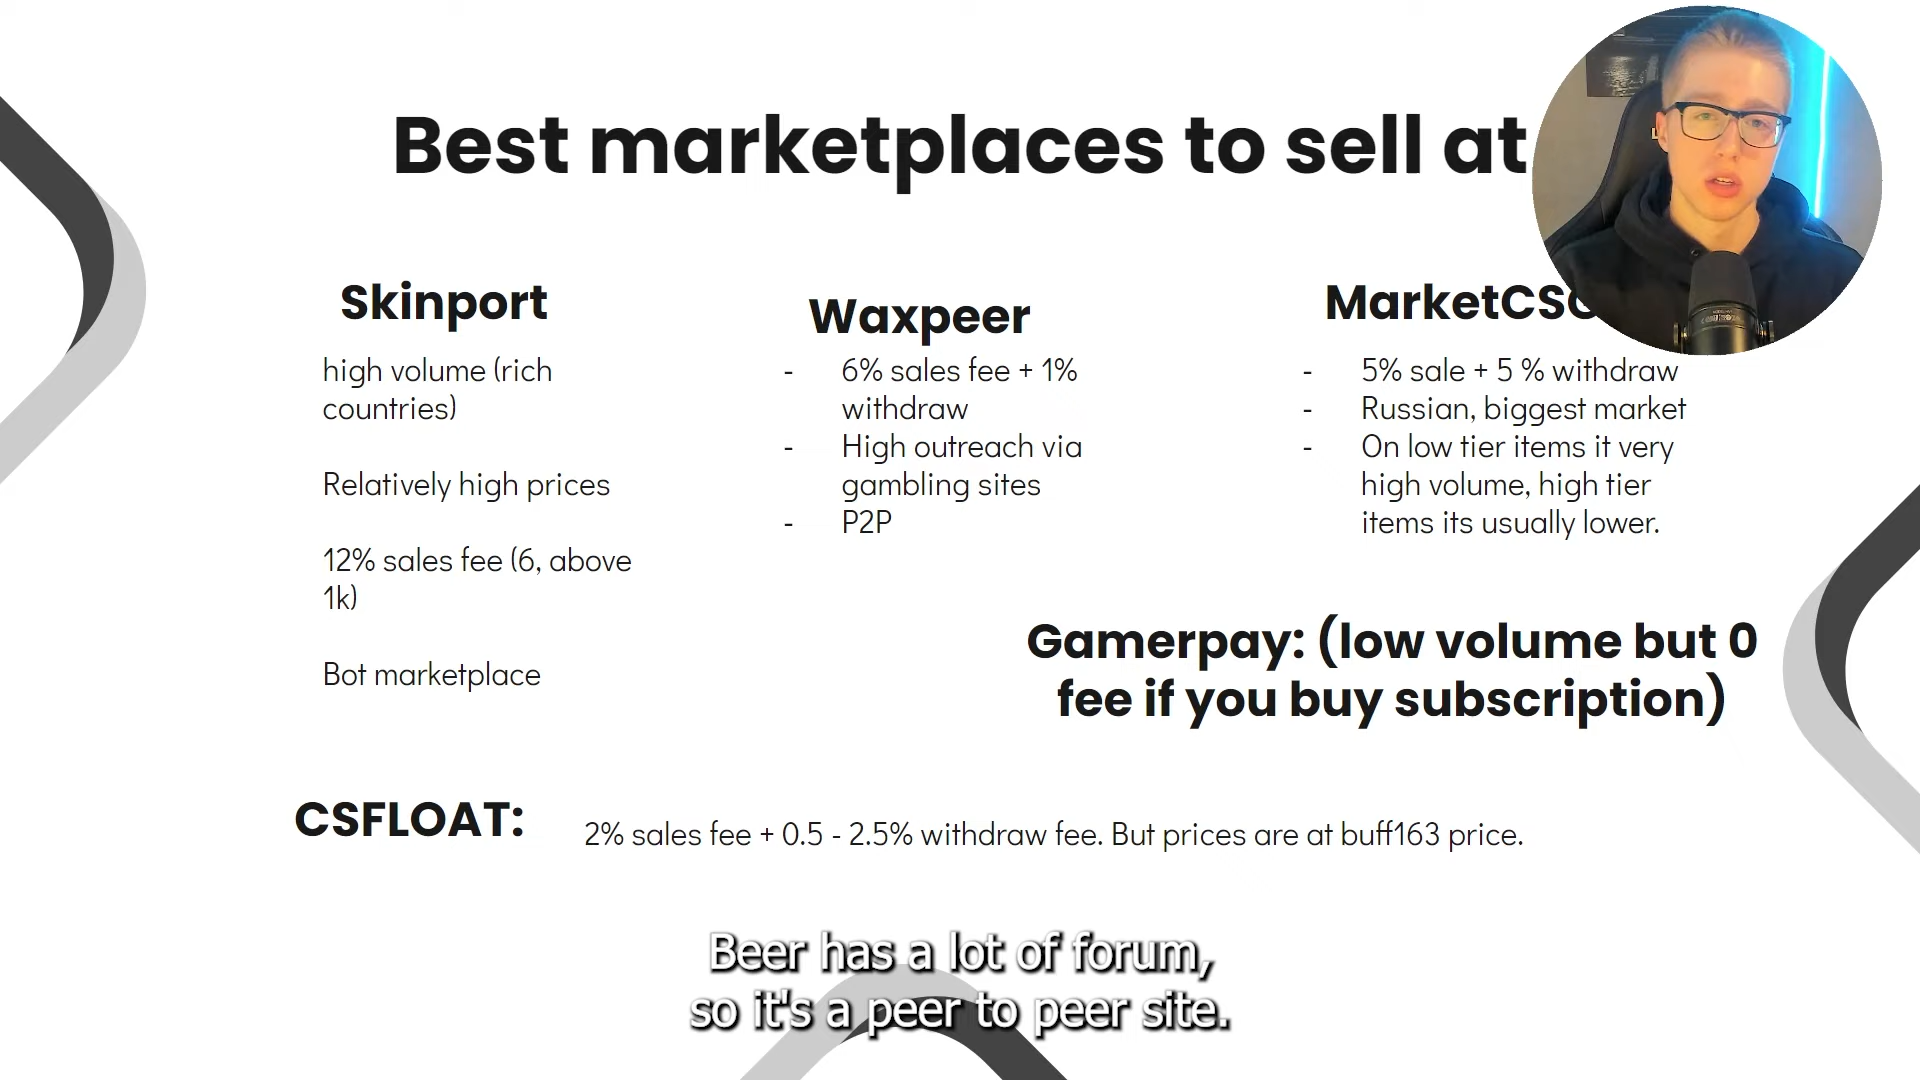 Best marketplaces to sell at
Skinport
high volume (rich
countries)
Relatively high prices
12% sales fee (6, above
1k)
Bot marketplace
Waxpeer
- 6% sales fee + 1%
withdraw
- High outreach via
gambling sites
- P2P
MarketCSG
- 5% sale + 5 % withdraw
- Russian, biggest market
- On low tier items it very
high volume, high tier
items its usually lower.
Gamerpay: (low volume but 0
fee if you buy subscription)
CSFLOAT:
2% sales fee + 0.5 - 2.5% withdraw fee. But prices are at buff163 price.
Beer has a lot of forum,
so it's a peer to peer site.